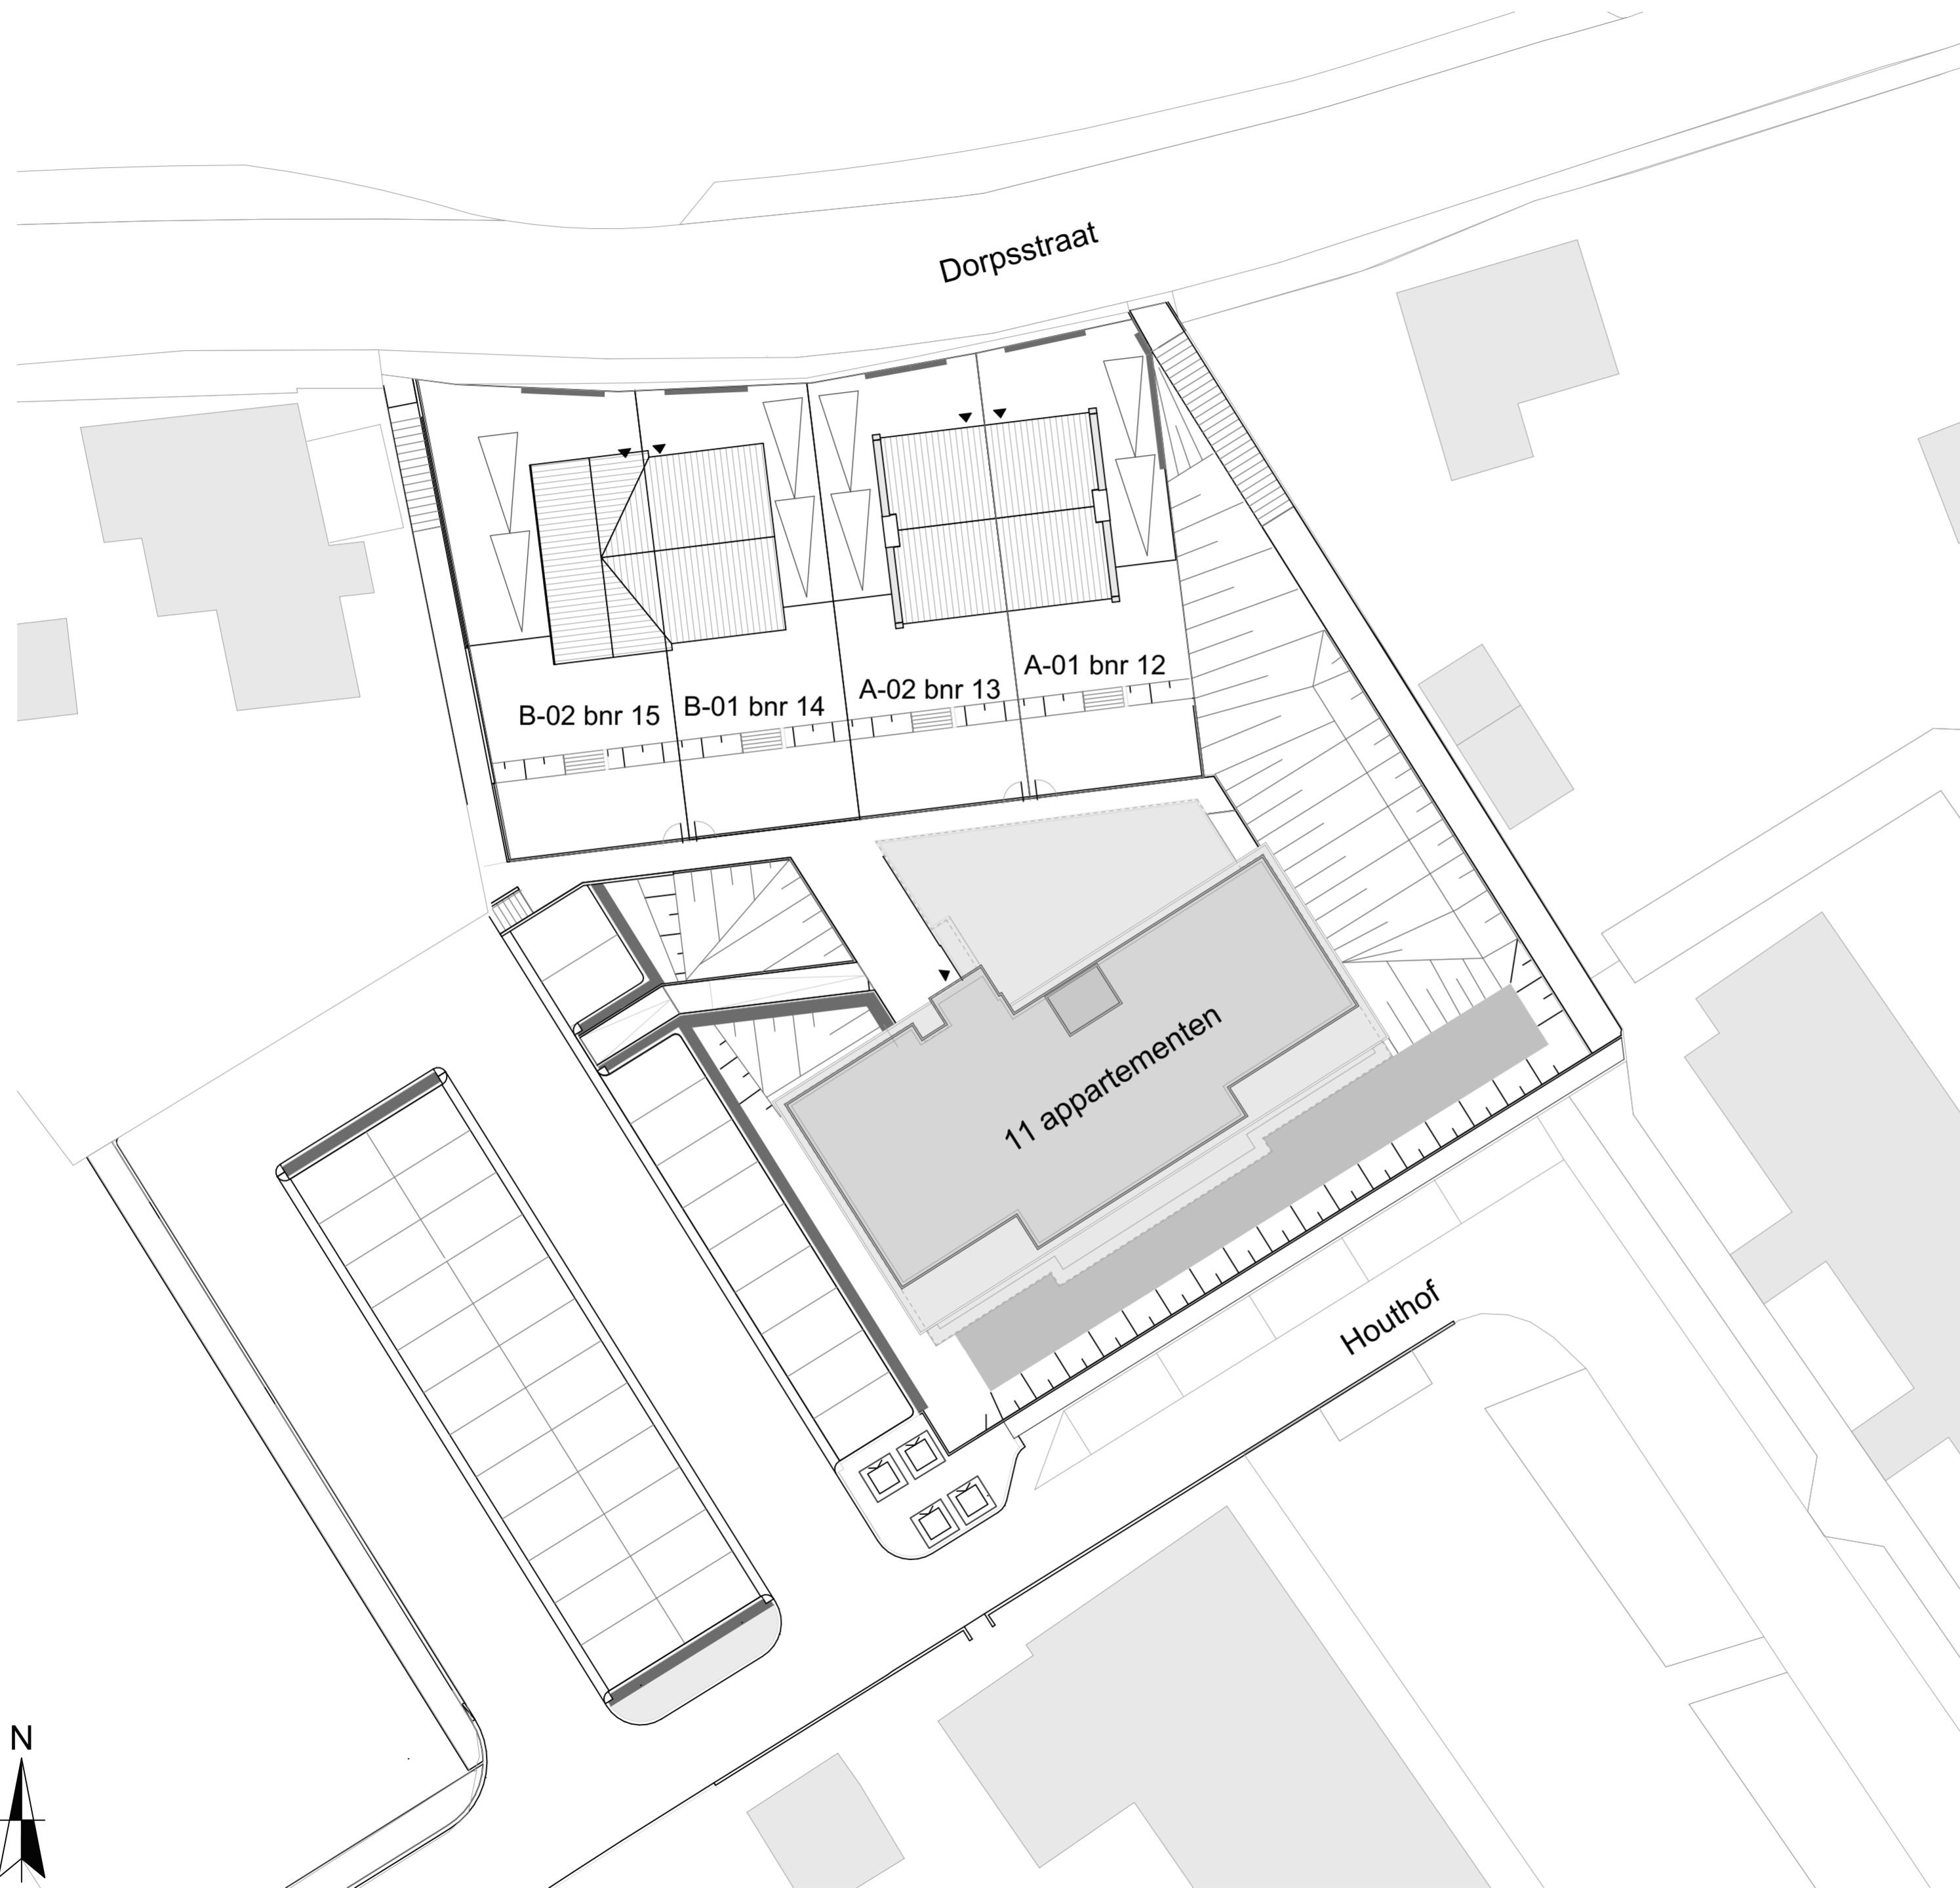 Dorpsstraat
A-01 bnr 12
A-02 bnr 13
B-01 bnr 14
B-02 bnr 15
11 appartementen
Houthof
N